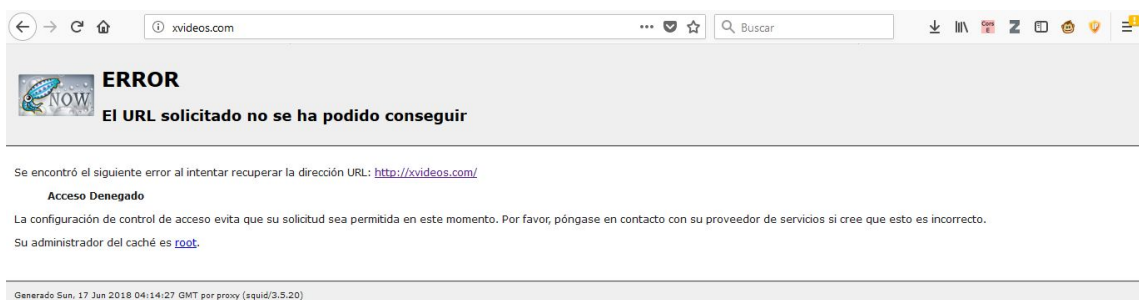 xvideos.com
Buscar
Cors
E
Z
NOW
ERROR
El URL solicitado no se ha podido conseguir
Se encontró el siguiente error al intentar recuperar la dirección URL: http://xvideos.com/
Acceso Denegado
La configuración de control de acceso evita que su solicitud sea permitida en este momento. Por favor, póngase en contacto con su proveedor de servicios si cree que esto es incorrecto.
Su administrador del caché es root.
Generado Sun, 17 Jun 2018 04:14:27 GMT por proxy (squid/3.5.20)